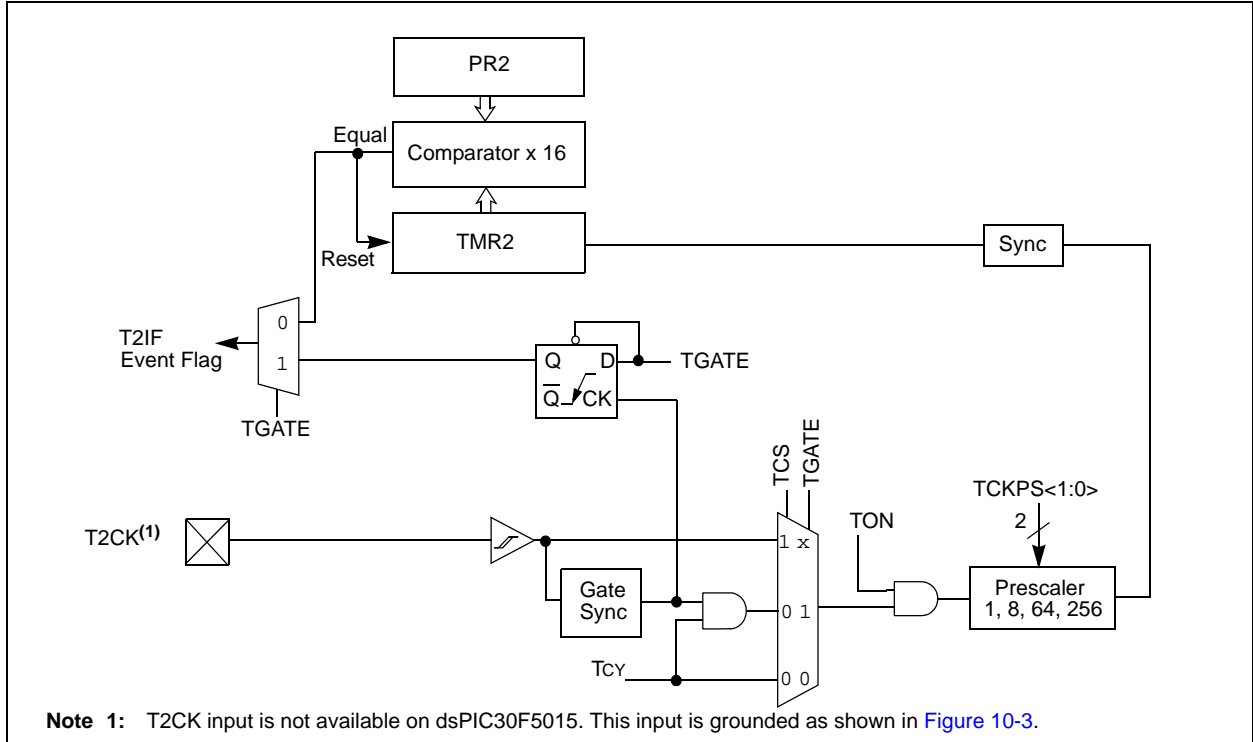 PR2
Equal
Comparator x 16
TMR2
Reset
Sync
T2IF
Event Flag
0
1
TGATE
Q
D
TGATE
Q
CK
T2CK(1)
TCS
TGATE
1 x
0 1
0 0
Gate
Sync
TCY
TON
TCKPS<1:0>
2
Prescaler
1, 8, 64, 256
Note 1: T2CK input is not available on dsPIC30F5015. This input is grounded as shown in Figure 10-3.